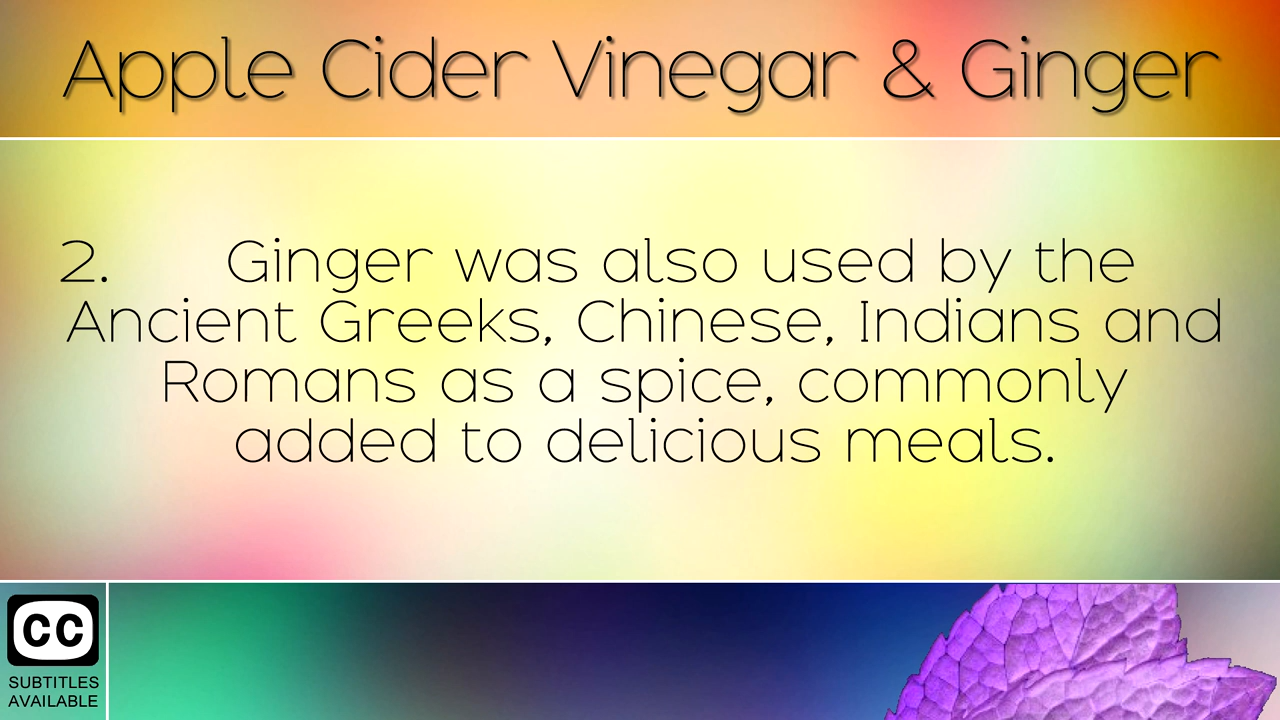 Apple Cider Vinegar & Ginger
2. Ginger was also used by the
Ancient Greeks, Chinese, Indians and
Romans as a spice, commonly
added to delicious meals.
CC
SUBTITLES
AVAILABLE